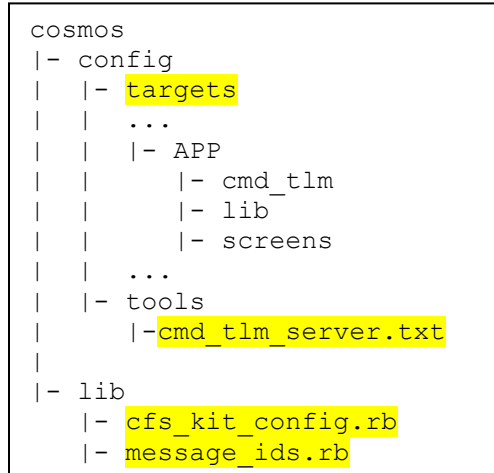 cosmos
|- config
|  |- targets
|  |  ...
|  |  |- APP
|  |     |- cmd_tlm
|  |     |- lib
|  |     |- screens
|  |  ...
|  |- tools
|     |-cmd_tlm_server.txt
|
|- lib
   |- cfs_kit_config.rb
   |- message_ids.rb